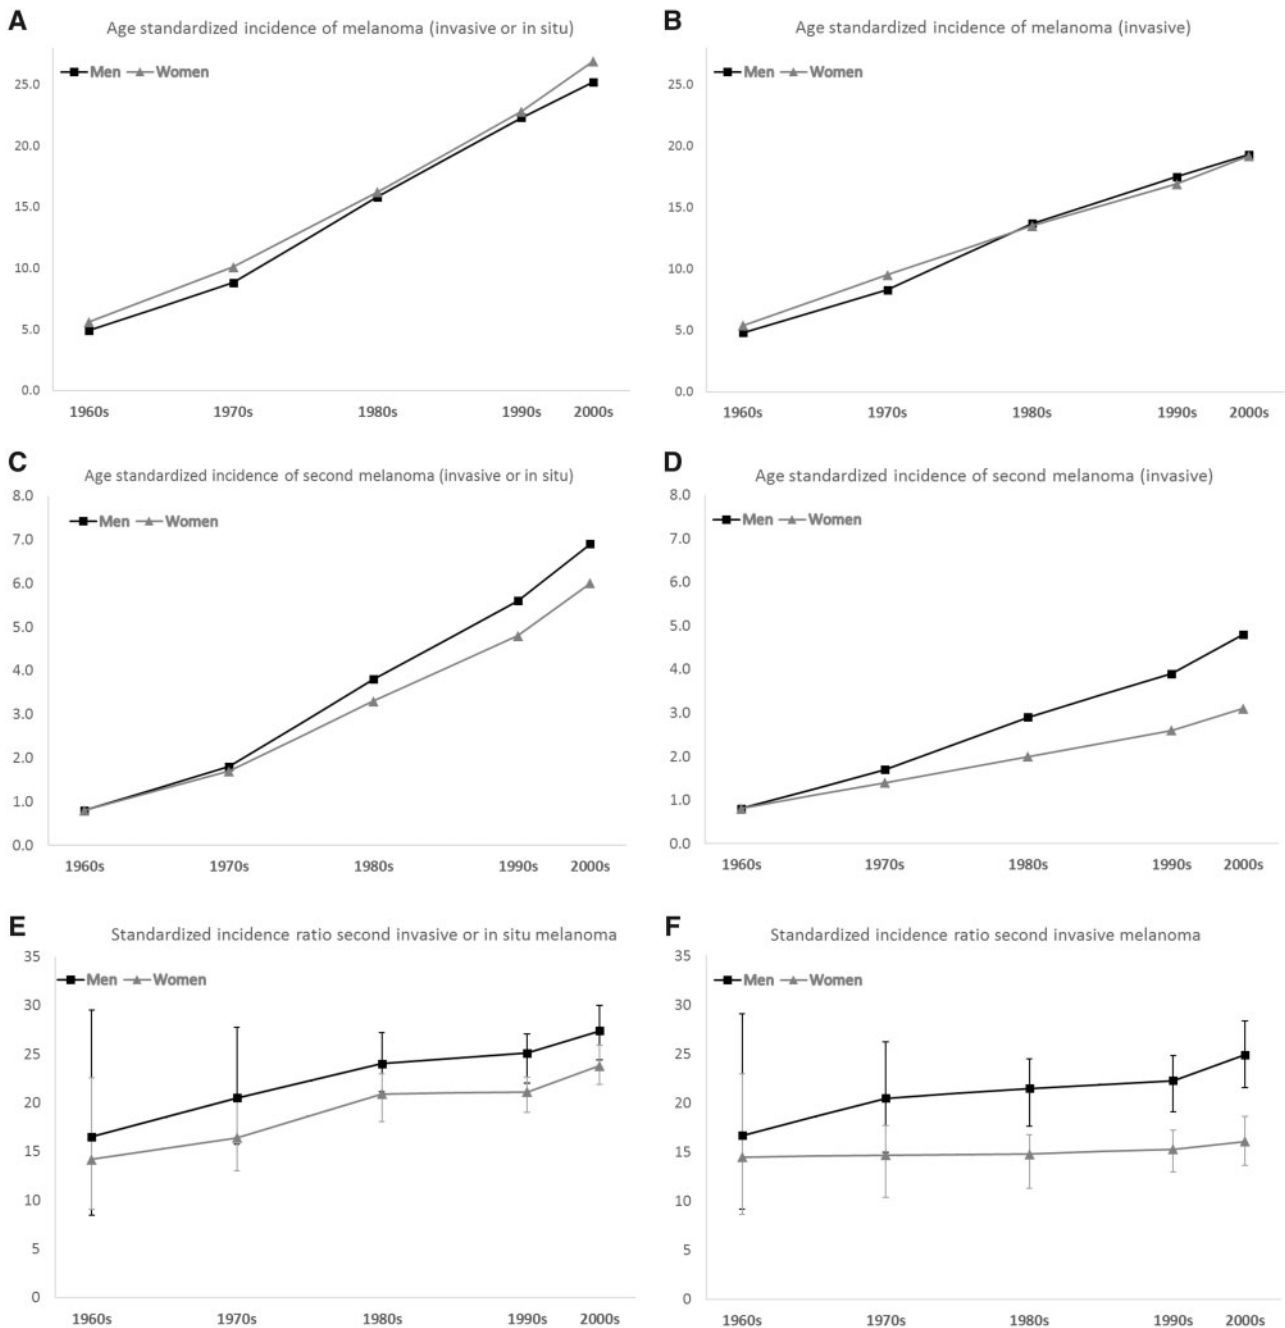 A
Age standardized incidence of melanoma (invasive or in situ)
Men Women
25.0
20.0
15.0
10.0
5.0
0.0
1960s 1970s 1980s 1990s 2000s
B
Age standardized incidence of melanoma (invasive)
Men Women
25.0
20.0
15.0
10.0
5.0
0.0
1960s 1970s 1980s 1990s 2000s
C
Age standardized incidence of second melanoma (invasive or in situ)
8.0
Men Women
7.0
6.0
5.0
4.0
3.0
2.0
1.0
0.0
1960s 1970s 1980s 1990s 2000s
D
Age standardized incidence of second melanoma (invasive)
8.0
Men Women
7.0
6.0
5.0
4.0
3.0
2.0
1.0
0.0
1960s 1970s 1980s 1990s 2000s
E
Standardized incidence ratio second invasive or in situ melanoma
35
Men Women
30
25
20
15
10
5
0
1960s 1970s 1980s 1990s 2000s
F
Standardized incidence ratio second invasive melanoma
35
Men Women
30
25
20
15
10
5
0
1960s 1970s 1980s 1990s 2000s